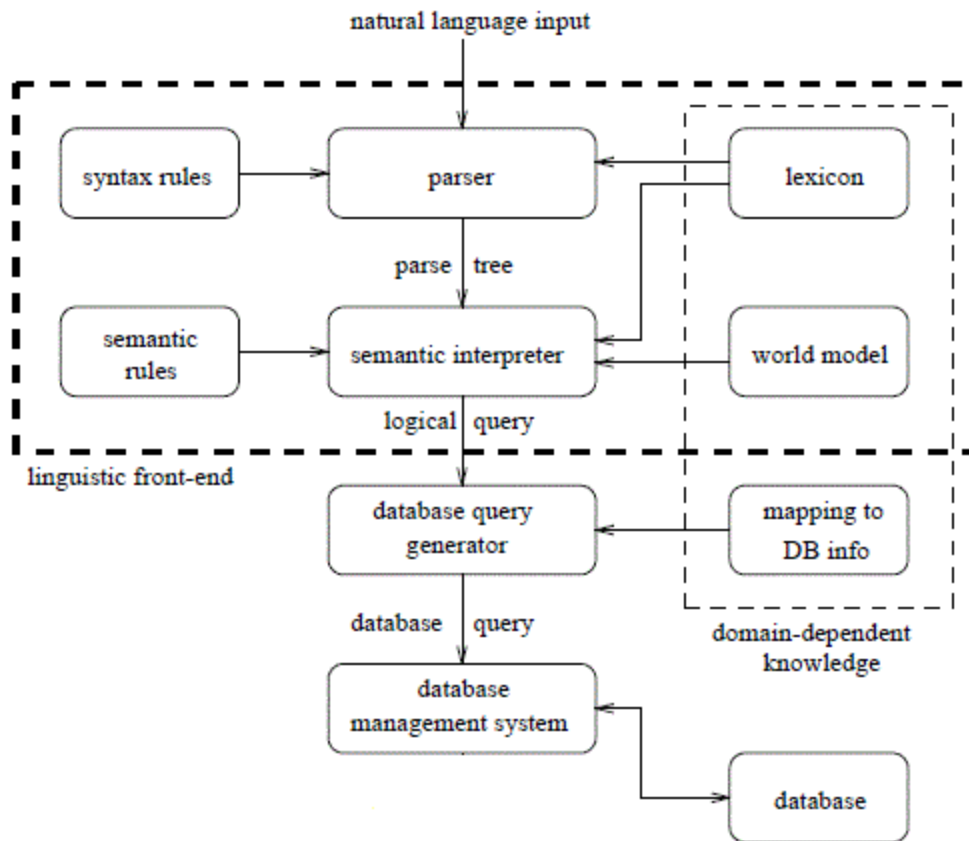 natural language input
syntax rules
parser
lexicon
parse tree
semantic
rules
semantic interpreter
world model
logical query
linguistic front-end
database query
generator
mapping to
DB info
database query
domain-dependent
knowledge
database
management system
database